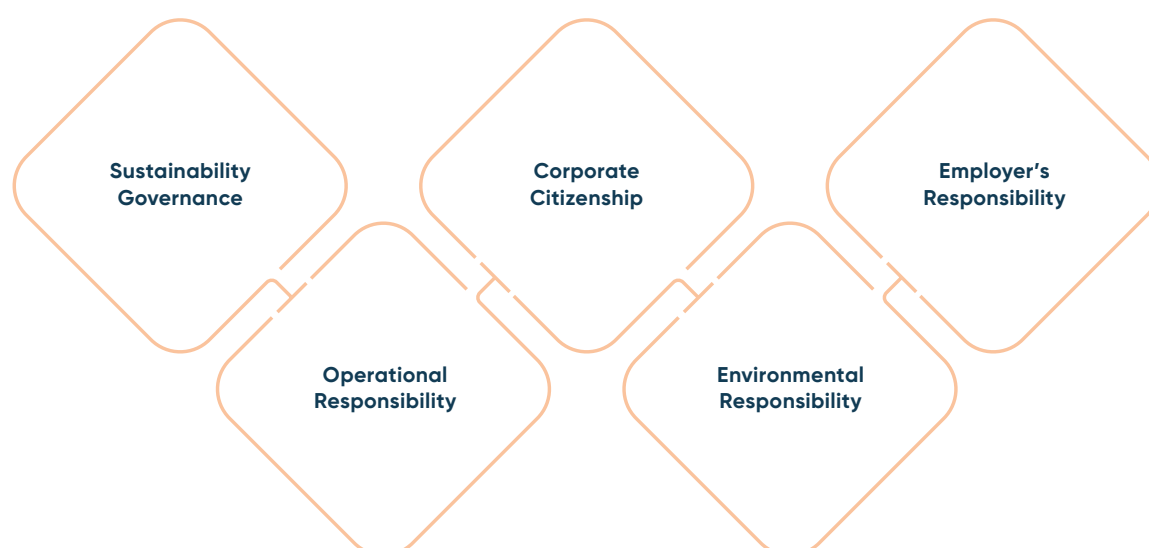 Sustainability
Governance
Corporate
Citizenship
Employer’s
Responsibility
Operational
Responsibility
Environmental
Responsibility